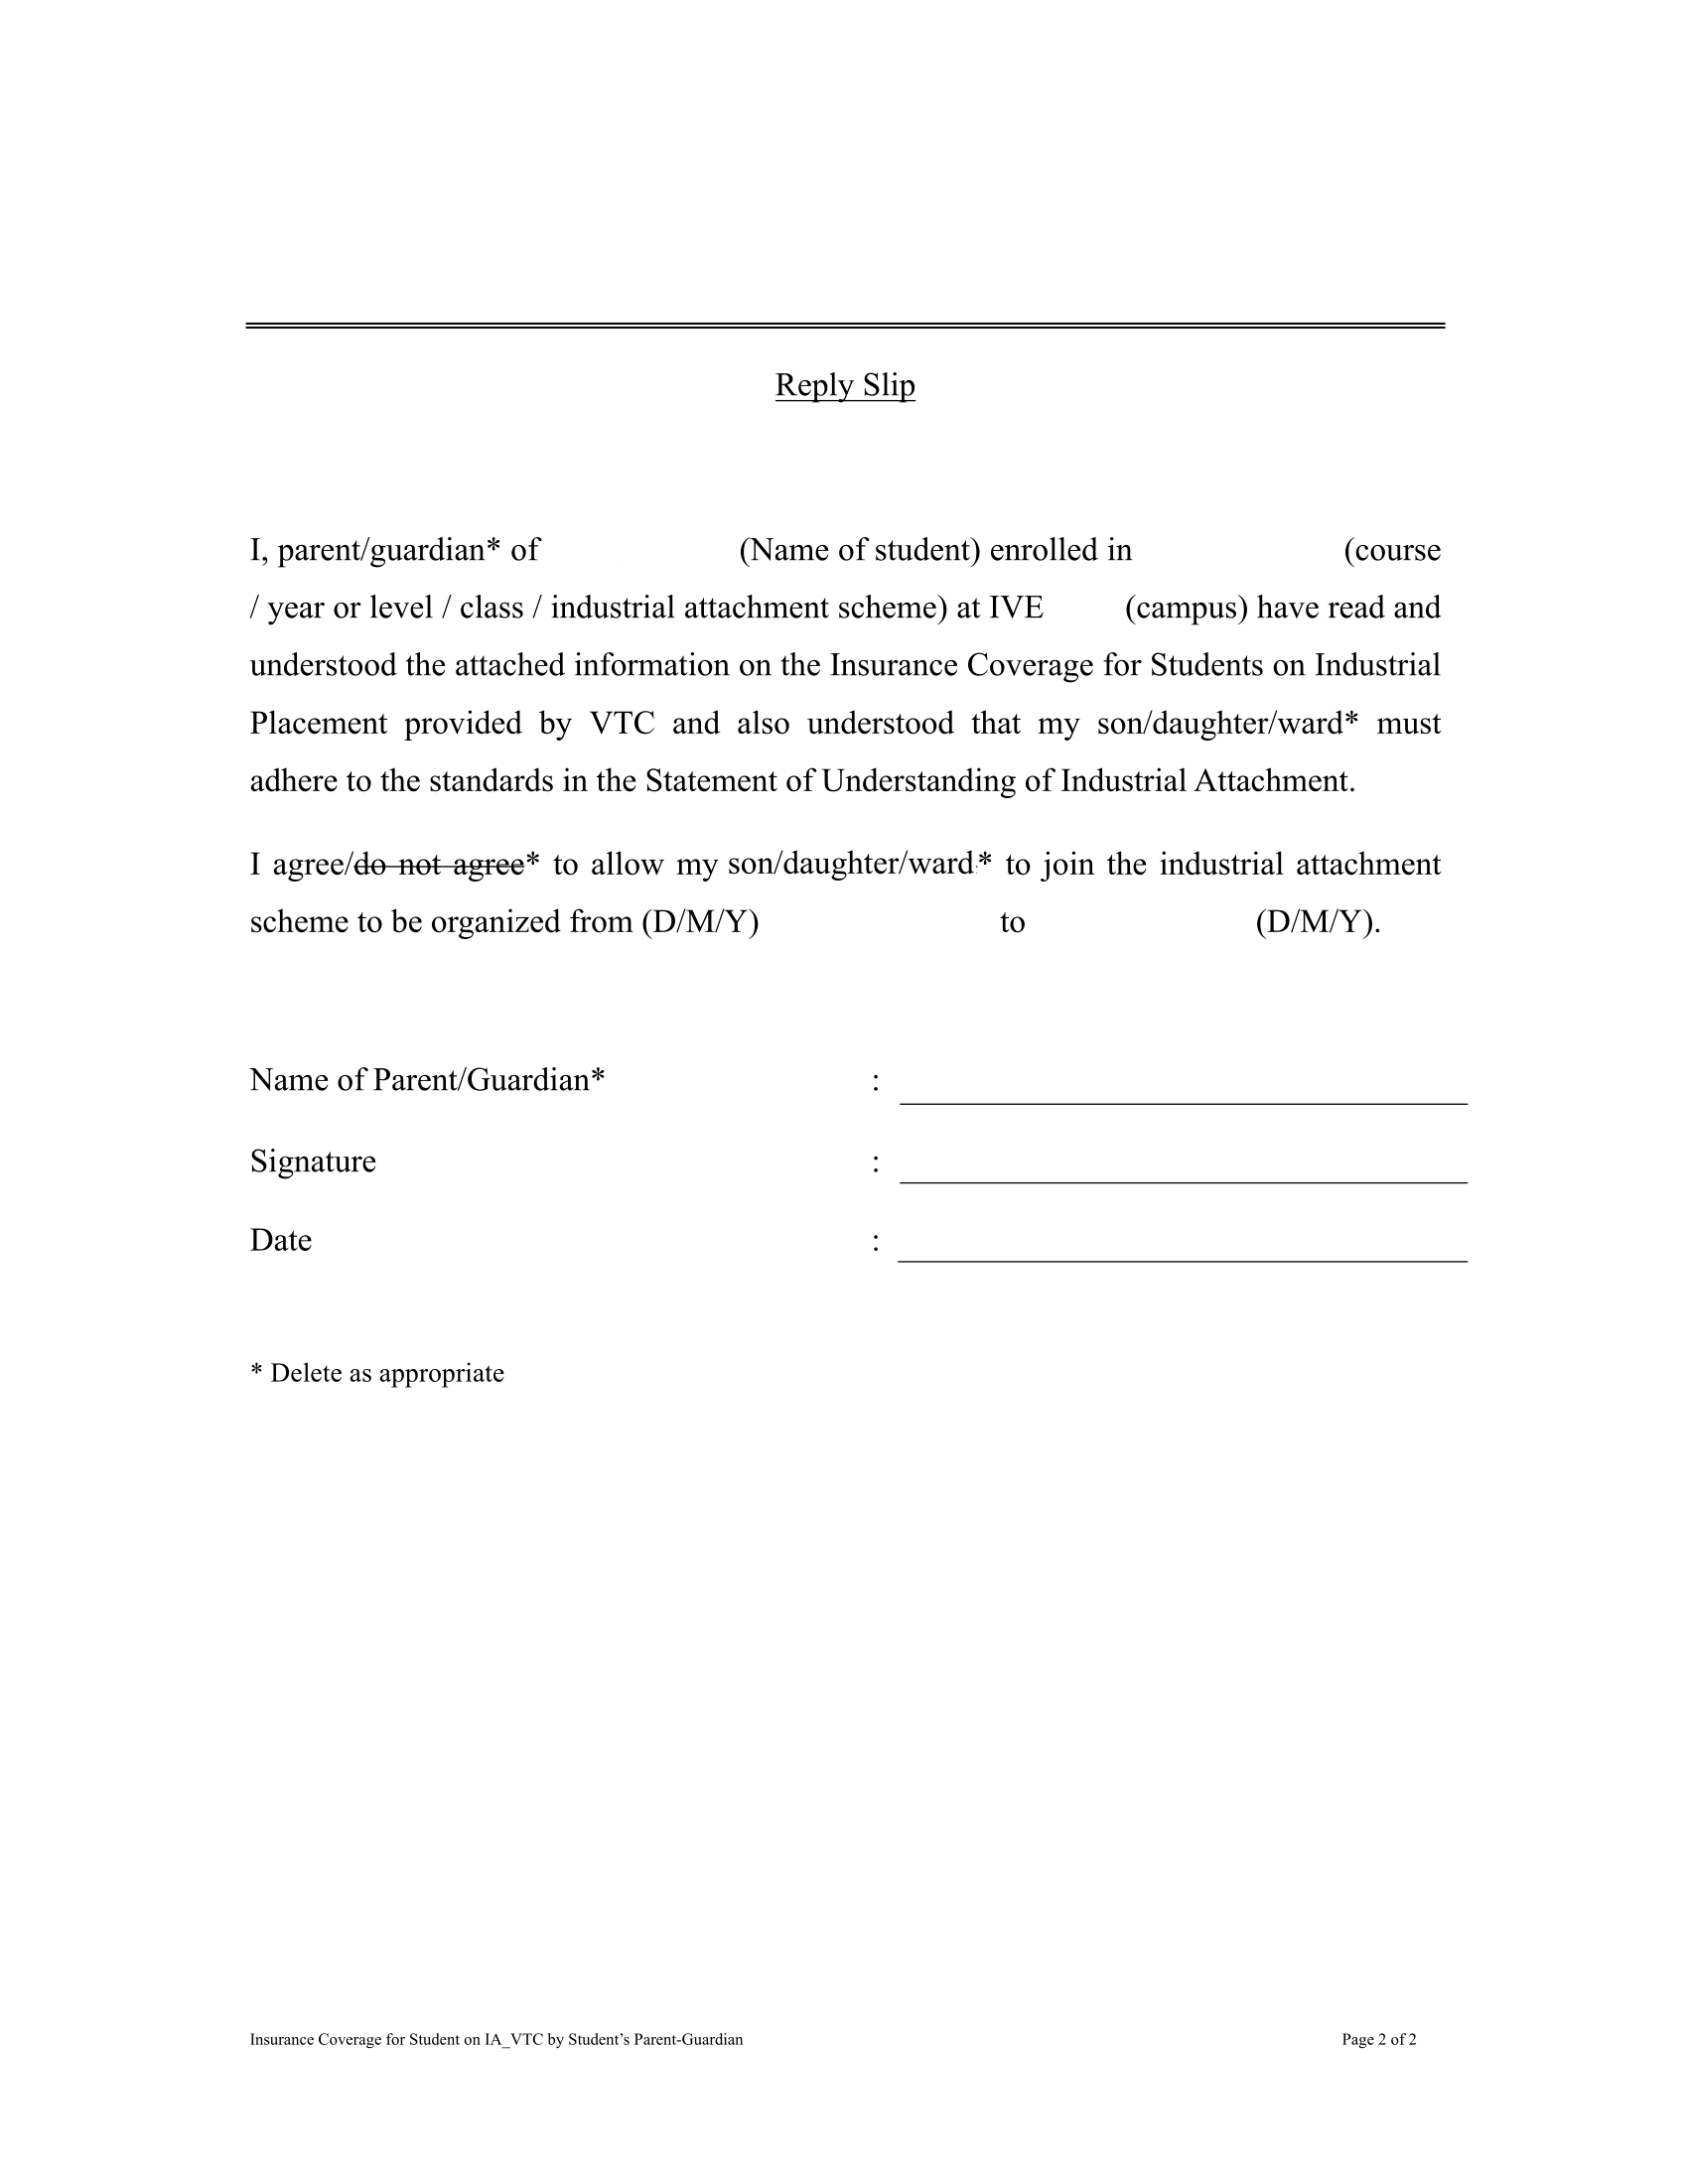 Reply Slip
I, parent/guardian* of (Name of student) enrolled in (course
/ year or level / class / industrial attachment scheme) at IVE (campus) have read and
understood the attached information on the Insurance Coverage for Students on Industrial
Placement provided by VTC and also understood that my son/daughter/ward* must
adhere to the standards in the Statement of Understanding of Industrial Attachment.
I agree/do not agree* to allow my son/daughter/ward* to join the industrial attachment
scheme to be organized from (D/M/Y) to (D/M/Y).
Name of Parent/Guardian* :
Signature :
Date :
* Delete as appropriate
Insurance Coverage for Student on IA_VTC by Student’s Parent-Guardian Page 2 of 2